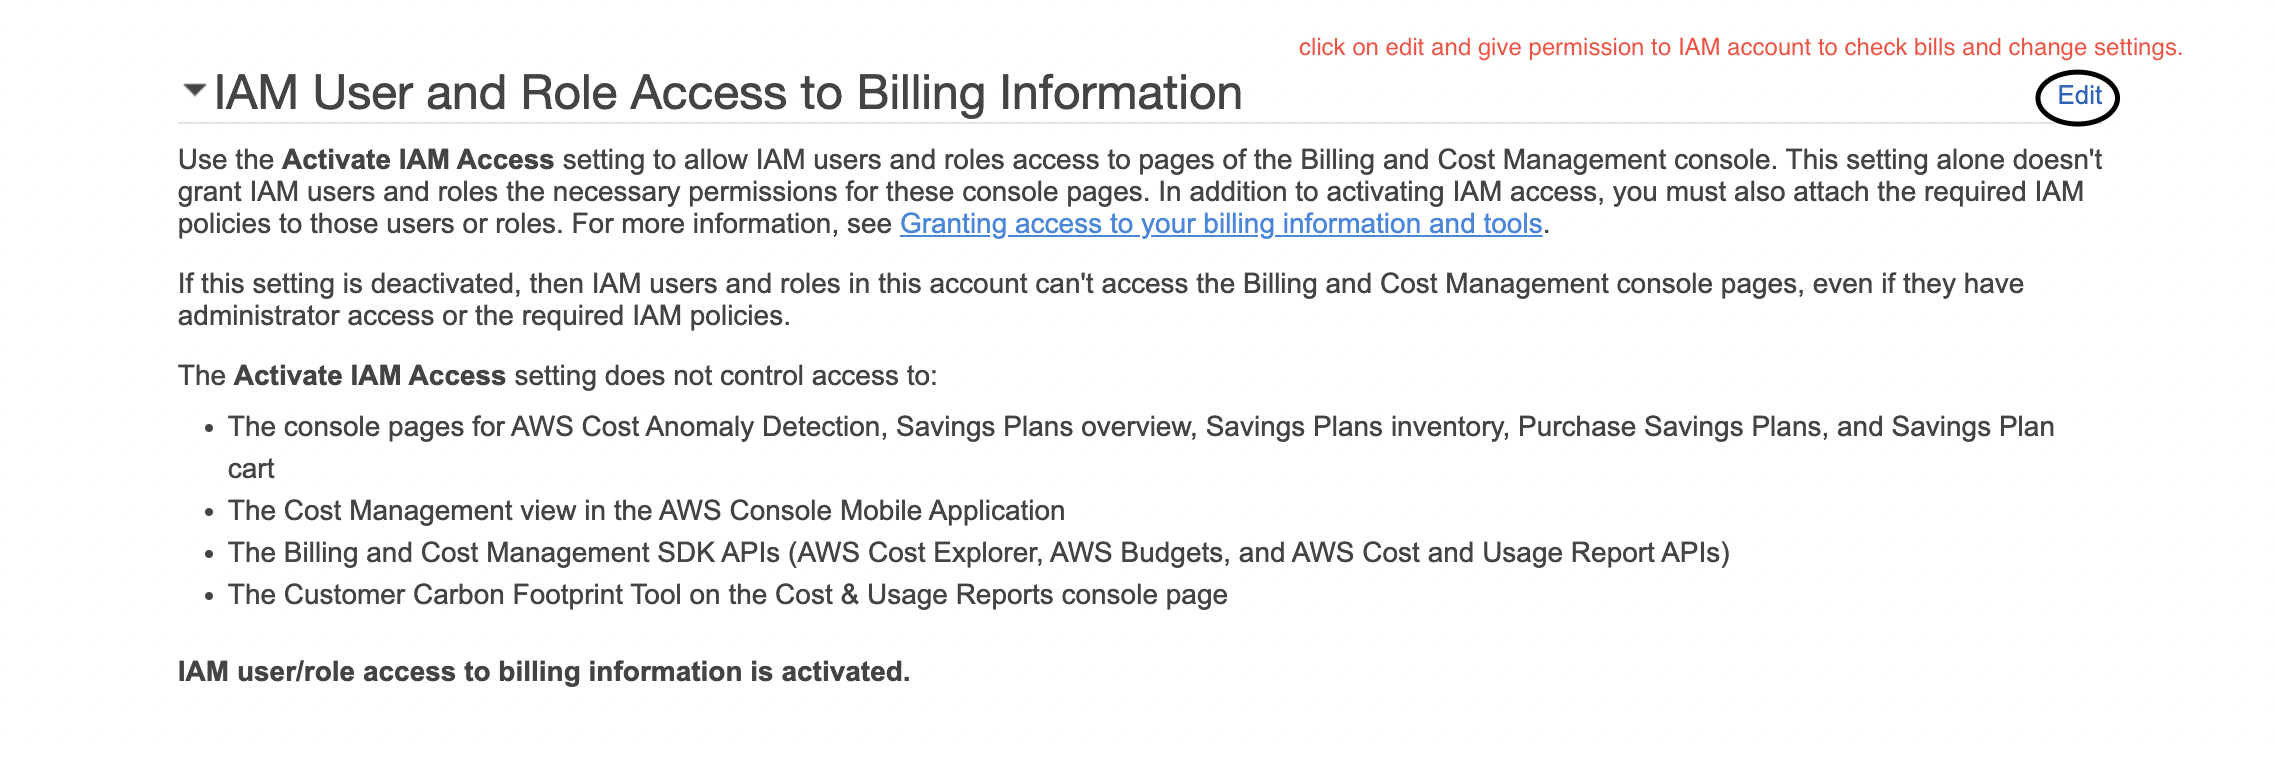 click on edit and give permission to IAM account to check bills and change settings.
IAM User and Role Access to Billing Information
Edit
Use the Activate IAM Access setting to allow IAM users and roles access to pages of the Billing and Cost Management console. This setting alone doesn't
grant IAM users and roles the necessary permissions for these console pages. In addition to activating IAM access, you must also attach the required IAM
policies to those users or roles. For more information, see Granting access to your billing information and tools.
If this setting is deactivated, then IAM users and roles in this account can't access the Billing and Cost Management console pages, even if they have
administrator access or the required IAM policies.
The Activate IAM Access setting does not control access to:
• The console pages for AWS Cost Anomaly Detection, Savings Plans overview, Savings Plans inventory, Purchase Savings Plans, and Savings Plan
cart
• The Cost Management view in the AWS Console Mobile Application
• The Billing and Cost Management SDK APIs (AWS Cost Explorer, AWS Budgets, and AWS Cost and Usage Report APIs)
• The Customer Carbon Footprint Tool on the Cost & Usage Reports console page
IAM user/role access to billing information is activated.